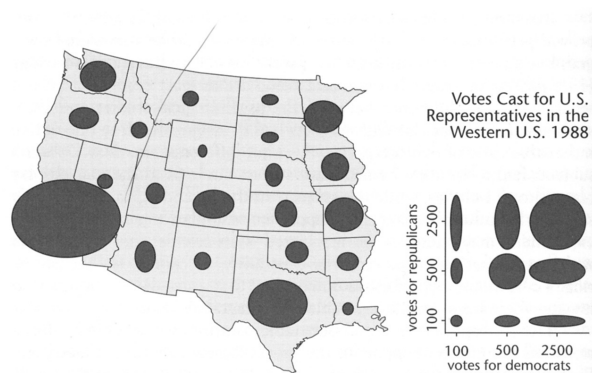 Votes Cast for U.S.
Representatives in the
Western U.S. 1988
votes for republicans
2500
500
100
100 500 2500
votes for democrats